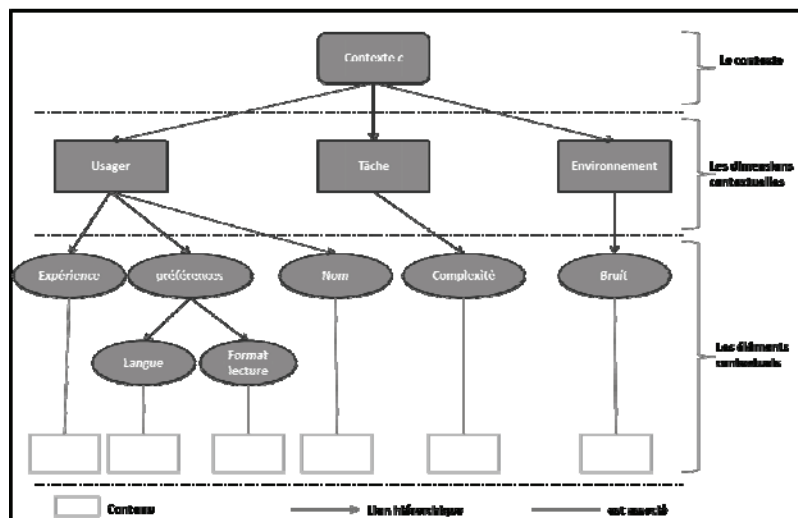 Contexte c
Le contexte
Usager
Tâche
Environnement
Les dimensions
contextuelles
Expérience
préférences
Nom
Complexité
Bruit
Langue
Format
lecture
Les éléments
contextuels
Contenu
Lien hiérarchique
est associé